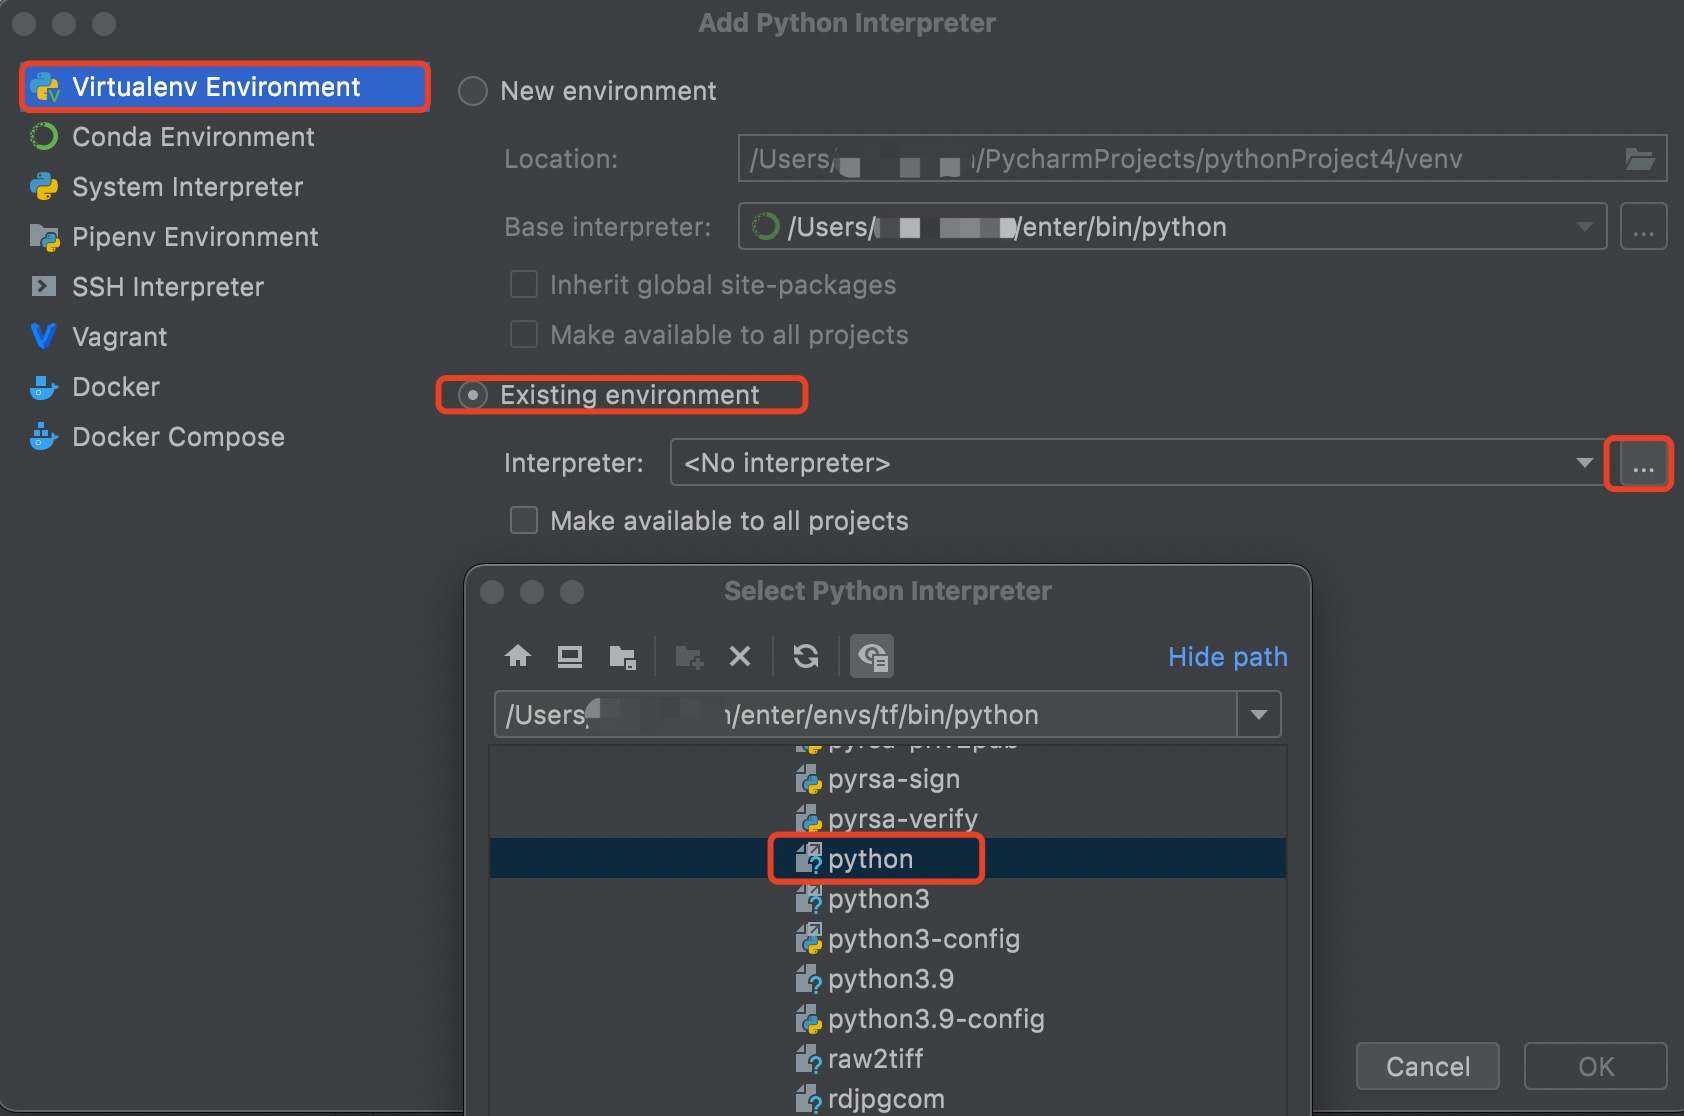 Add Python Interpreter
Virtualenv Environment
Conda Environment
System Interpreter
Pipenv Environment
SSH Interpreter
Vagrant
Docker
Docker Compose
New environment
Location: /Users/ /PycharmProjects/pythonProject4/venv
Base interpreter: /Users/ /enter/bin/python ...
Inherit global site-packages
Make available to all projects
Existing environment
Interpreter: <No interpreter> ...
Make available to all projects
Select Python Interpreter
Hide path
/Users /enter/envs/tf/bin/python
pyrsa-priv2pub
pyrsa-sign
pyrsa-verify
python
python3
python3-config
python3.9
python3.9-config
raw2tiff
rdjpgcom
Cancel
OK